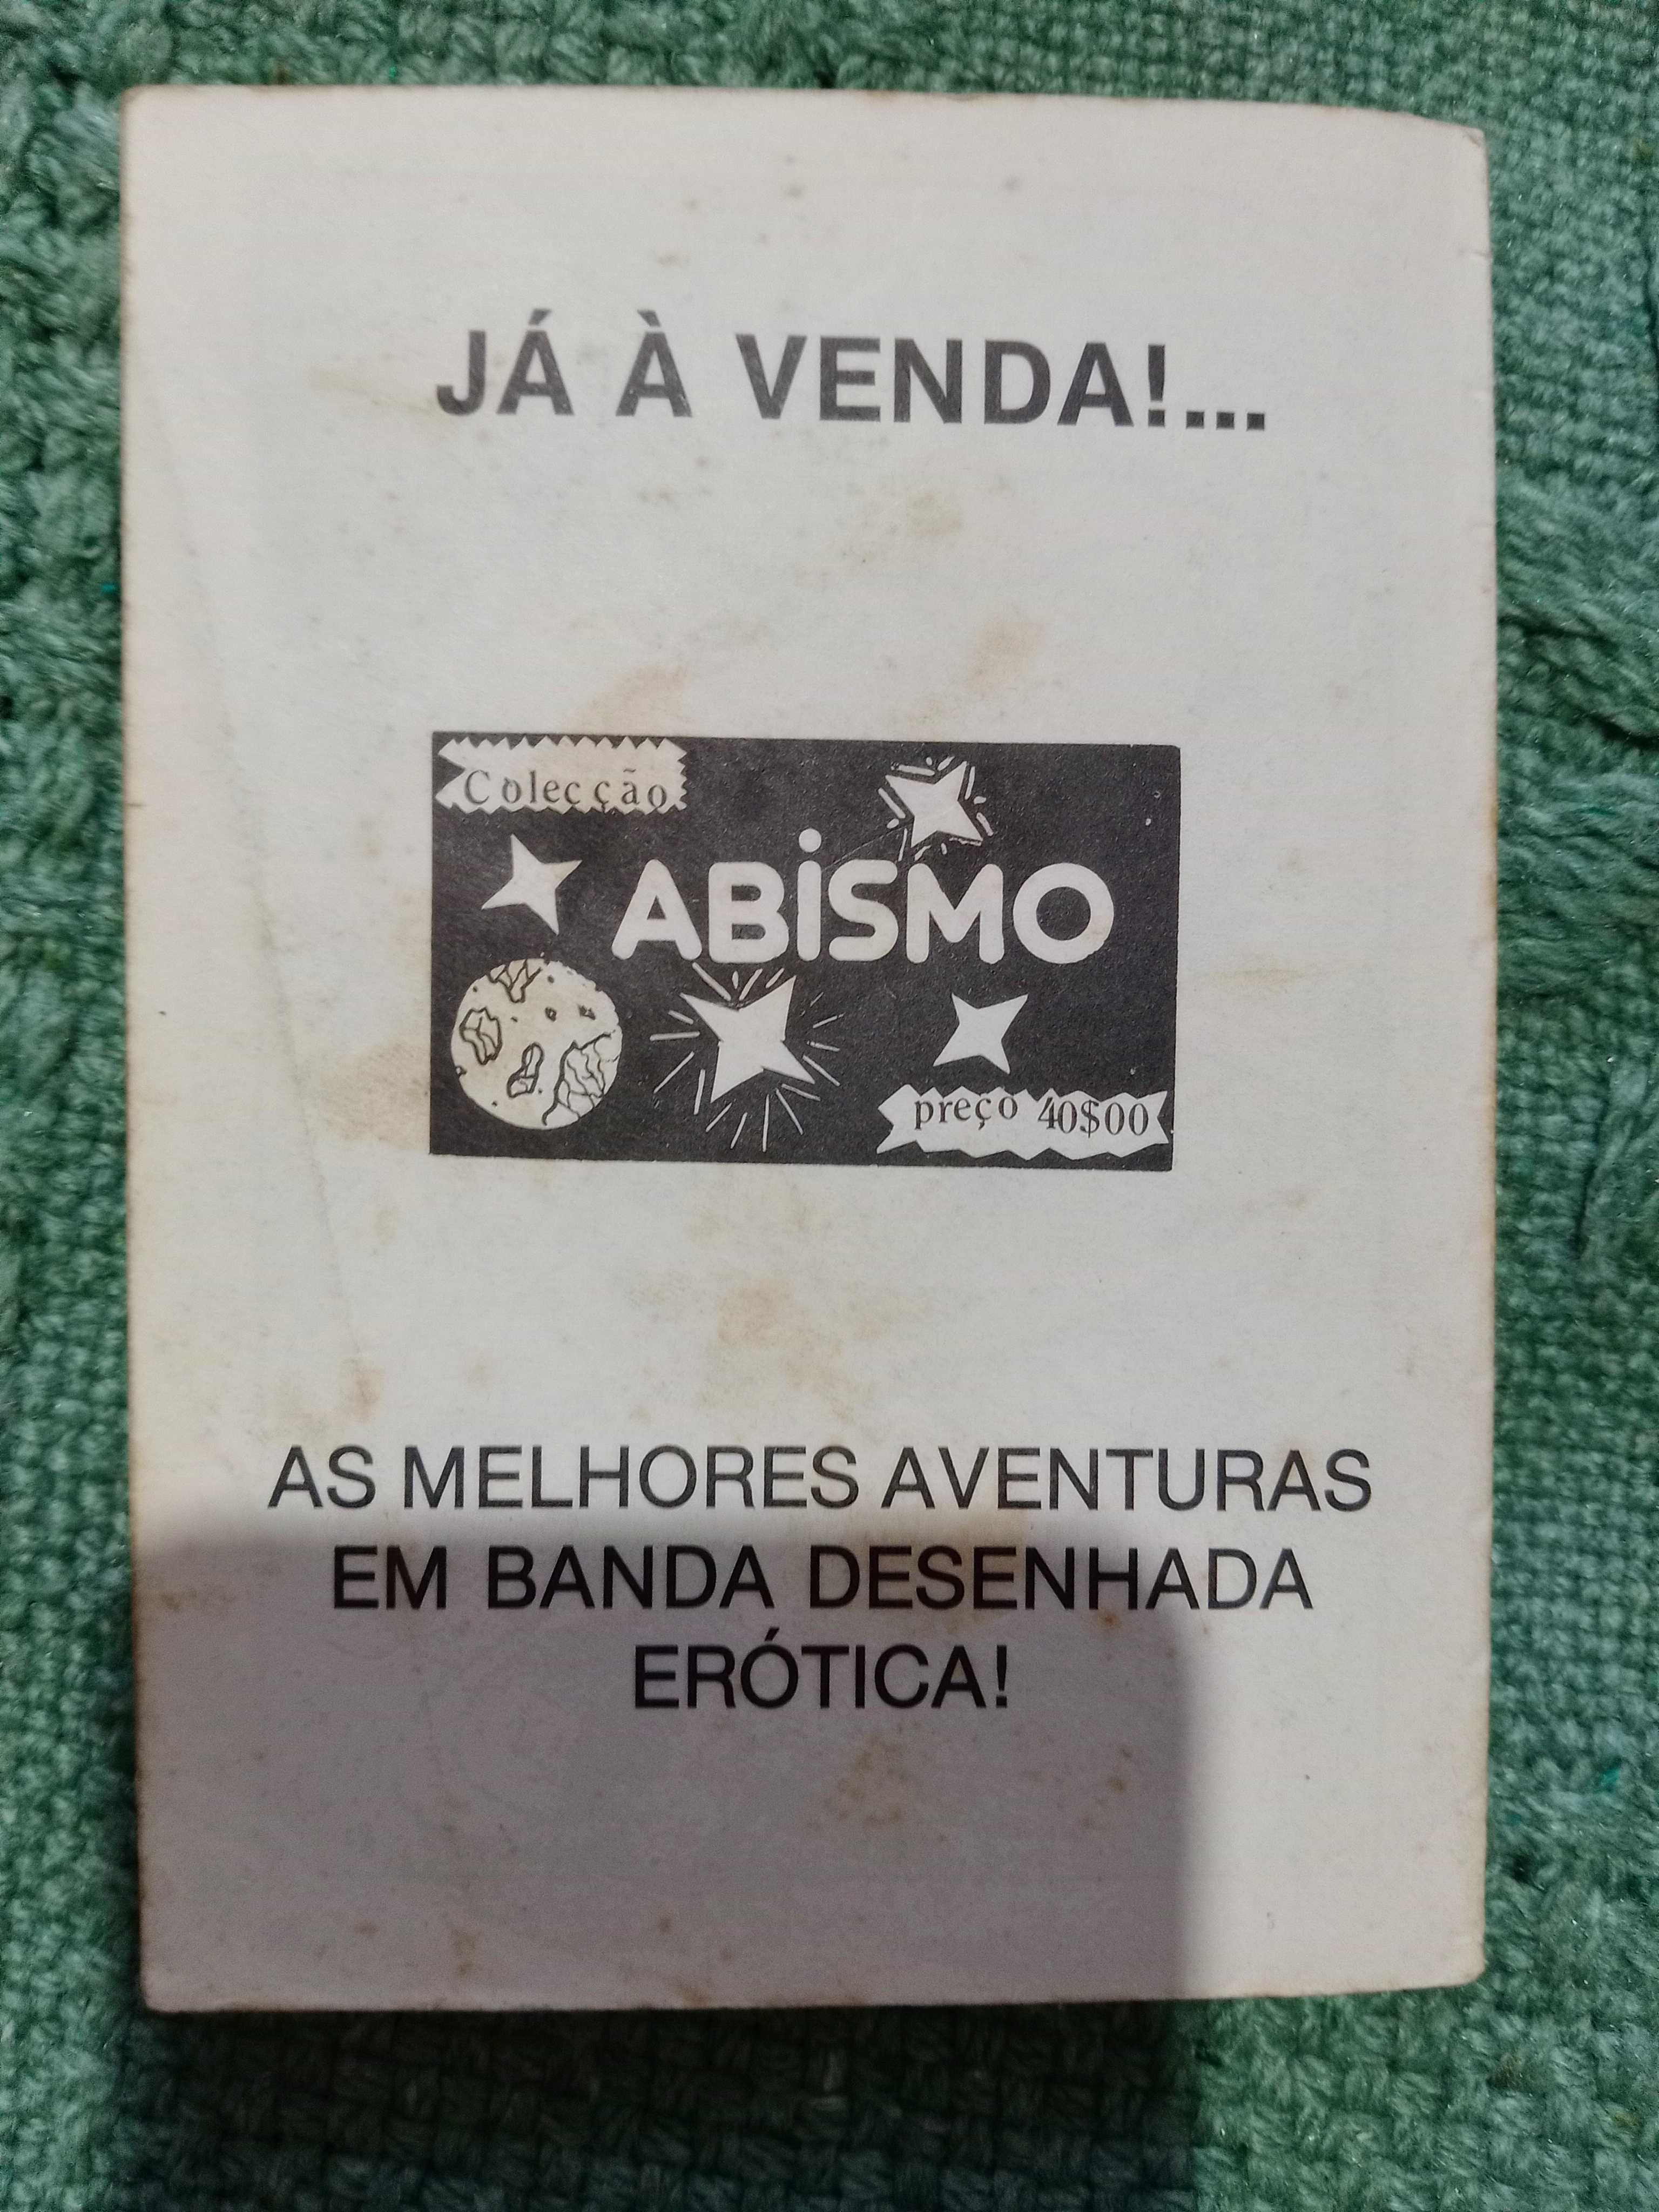 JÁ À VENDA!...
Colecção
ABiSMO
preço 40$00
AS MELHORES AVENTURAS
EM BANDA DESENHADA
ERÓTICA!